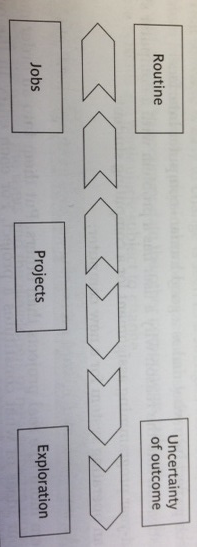 Routine
Uncertainty
of outcome
Jobs
Projects
Exploration